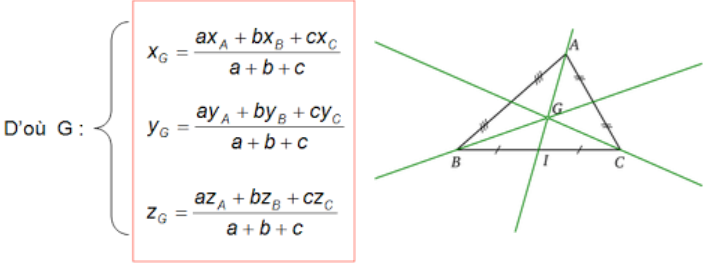 x_G = (ax_A + bx_B + cx_C) / (a + b + c)
D'où G : y_G = (ay_A + by_B + cy_C) / (a + b + c)
z_G = (az_A + bz_B + cz_C) / (a + b + c)
A
G
B
I
C